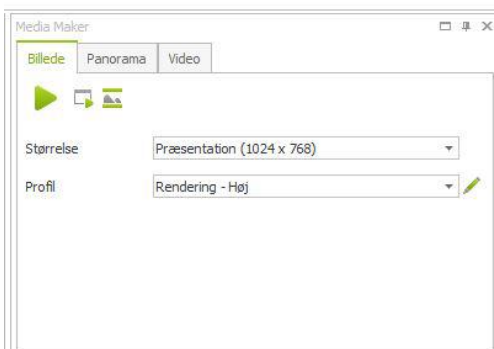 Media Maker
Billede Panorama Video
Størrelse Præsentation (1024 x 768)
Profil Rendering - Høj